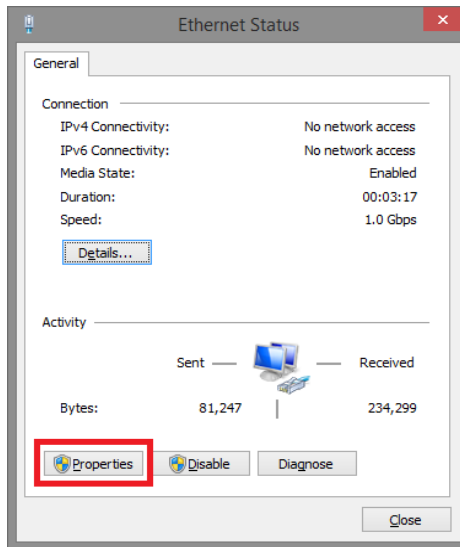 Ethernet Status
General
Connection
IPv4 Connectivity: No network access
IPv6 Connectivity: No network access
Media State: Enabled
Duration: 00:03:17
Speed: 1.0 Gbps
Details...
Activity
Sent Received
Bytes: 81,247 234,299
Properties Disable Diagnose
Close